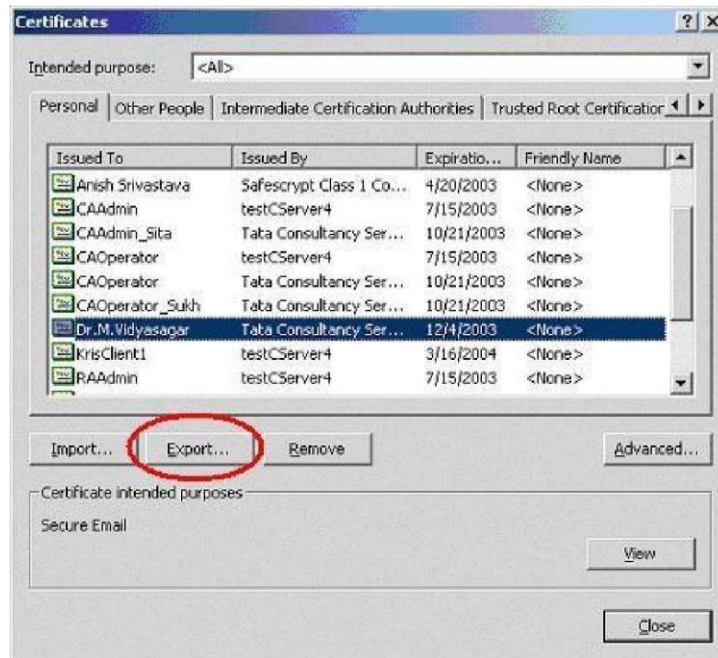 Certificates
Intended purpose: <All>
Personal Other People Intermediate Certification Authorities Trusted Root Certification
Issued To Issued By Expiratio... Friendly Name
Anish Srivastava Safescrypt Class 1 Co... 4/20/2003 <None>
CAAdmin testCServer4 7/15/2003 <None>
CAAdmin_Sita Tata Consultancy Ser... 10/21/2003 <None>
CAOperator testCServer4 7/15/2003 <None>
CAOperator Tata Consultancy Ser... 10/21/2003 <None>
CAOperator_Sukh Tata Consultancy Ser... 10/21/2003 <None>
Dr.M.Vidyasagar Tata Consultancy Ser... 12/4/2003 <None>
KrisClient1 testCServer4 3/16/2004 <None>
RAAdmin testCServer4 7/15/2003 <None>
Import... Export... Remove Advanced...
Certificate intended purposes
Secure Email
View
Close